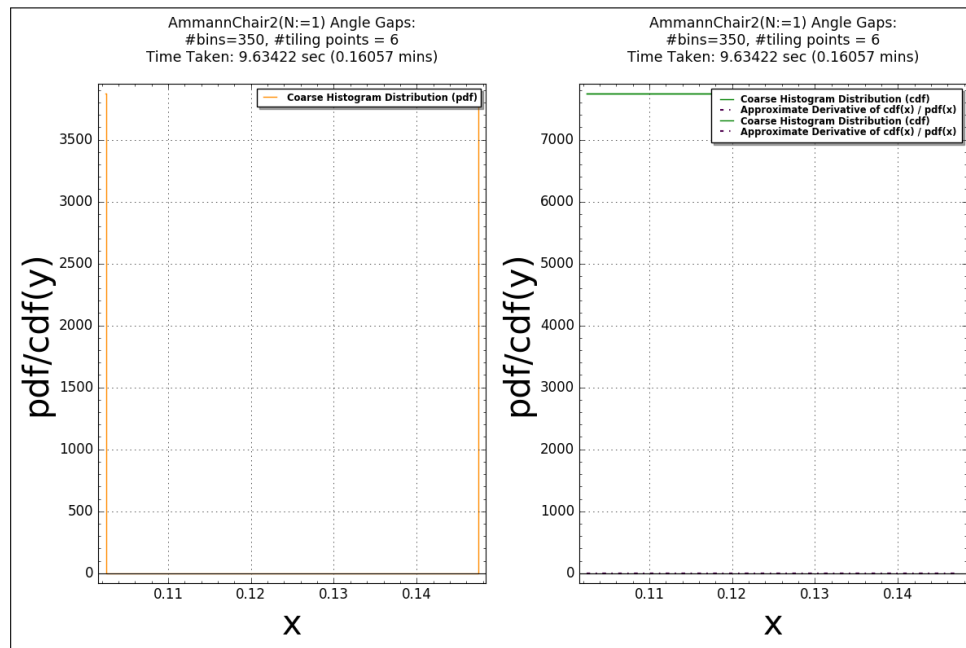 AmmannChair2(N:=1) Angle Gaps:
#bins=350, #tiling points = 6
Time Taken: 9.63422 sec (0.16057 mins)
Coarse Histogram Distribution (pdf)
3500
3000
2500
2000
1500
1000
500
0
pdf/cdf(y)
0.11
0.12
0.13
0.14
x
AmmannChair2(N:=1) Angle Gaps:
#bins=350, #tiling points = 6
Time Taken: 9.63422 sec (0.16057 mins)
Coarse Histogram Distribution (cdf)
Approximate Derivative of cdf(x) / pdf(x)
Coarse Histogram Distribution (cdf)
Approximate Derivative of cdf(x) / pdf(x)
7000
6000
5000
4000
3000
2000
1000
0
pdf/cdf(y)
0.11
0.12
0.13
0.14
x